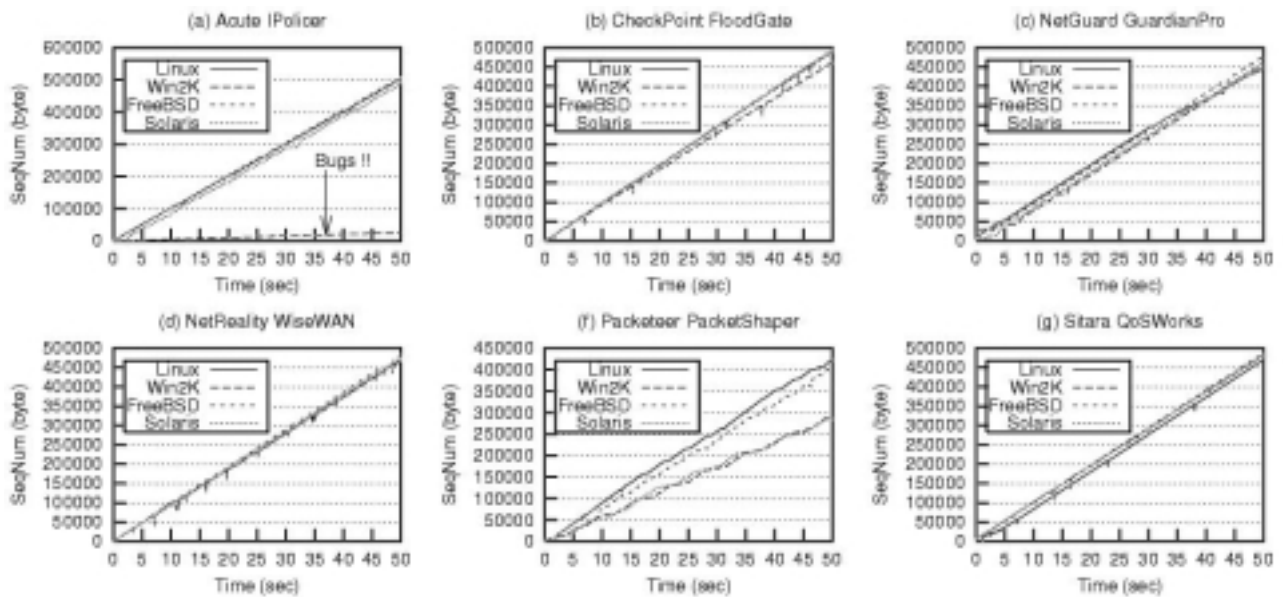 (a) Acute IPolicer
SeqNum (byte)
600000
500000
400000
300000
200000
100000
0
Linux
Win2K
FreeBSD
Solaris
Bugs !!
0 5 10 15 20 25 30 35 40 45 50
Time (sec)
(b) CheckPoint FloodGate
SeqNum (byte)
500000
450000
400000
350000
300000
250000
200000
150000
100000
50000
0
Linux
Win2K
FreeBSD
Solaris
0 5 10 15 20 25 30 35 40 45 50
Time (sec)
(c) NetGuard GuardianPro
SeqNum (byte)
500000
450000
400000
350000
300000
250000
200000
150000
100000
50000
0
Linux
Win2K
FreeBSD
Solaris
0 5 10 15 20 25 30 35 40 45 50
Time (sec)
(d) NetReality WiseWAN
SeqNum (byte)
500000
450000
400000
350000
300000
250000
200000
150000
100000
50000
0
Linux
Win2K
FreeBSD
Solaris
0 5 10 15 20 25 30 35 40 45 50
Time (sec)
(f) Packeteer PacketShaper
SeqNum (byte)
450000
400000
350000
300000
250000
200000
150000
100000
50000
0
Linux
Win2K
FreeBSD
Solaris
0 5 10 15 20 25 30 35 40 45 50
Time (sec)
(g) Sitara QoSWorks
SeqNum (byte)
500000
450000
400000
350000
300000
250000
200000
150000
100000
50000
0
Linux
Win2K
FreeBSD
Solaris
0 5 10 15 20 25 30 35 40 45 50
Time (sec)